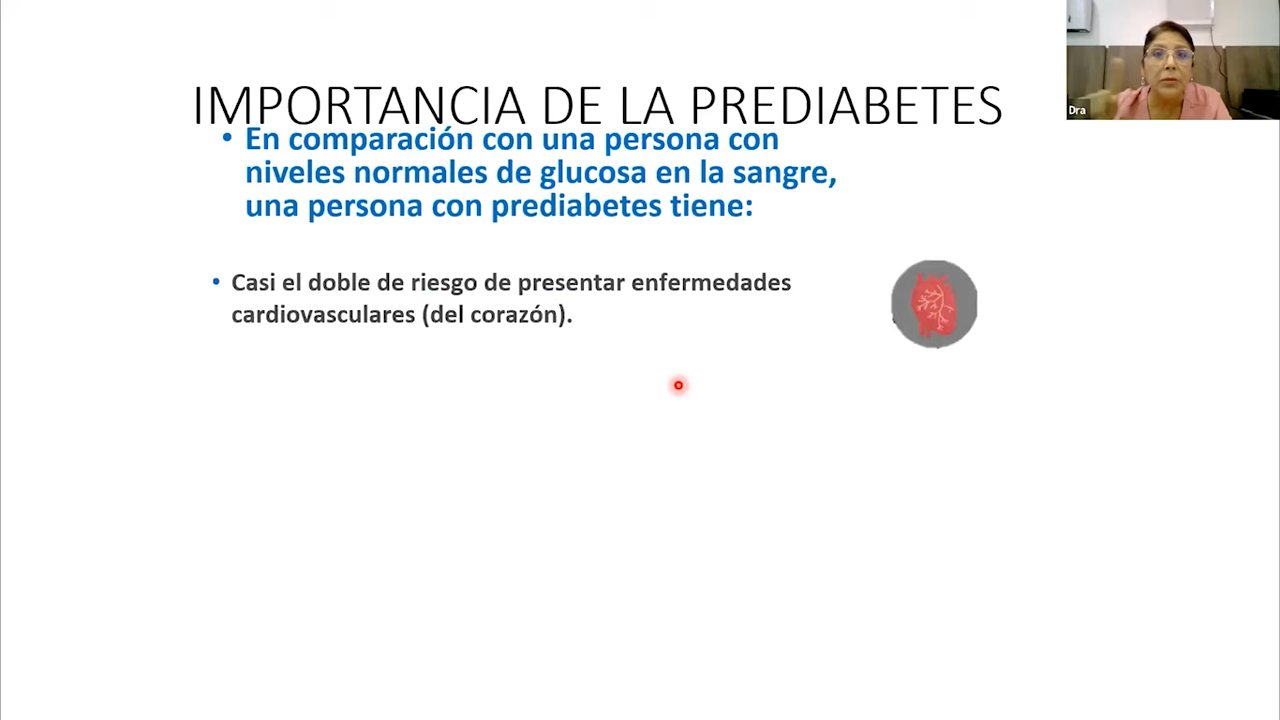 IMPORTANCIA DE LA PREDIABETES
• En comparación con una persona con
niveles normales de glucosa en la sangre,
una persona con prediabetes tiene:
• Casi el doble de riesgo de presentar enfermedades
cardiovasculares (del corazón).
Dra